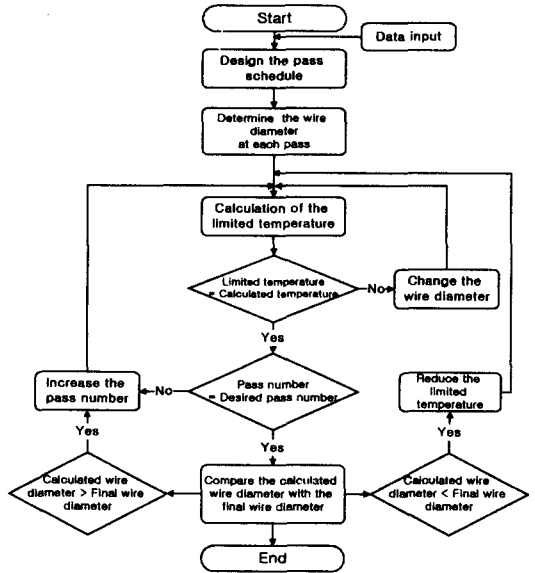 Start
Data input
Design the pass
schedule
Determine the wire
diameter
at each pass
Calculation of the
limited temperature
Limited temperature
= Calculated temperature
No
Change the
wire diameter
Yes
Increase the
pass number
No
Pass number
= Desired pass number
Reduce the
limited
temperature
Yes
Yes
Yes
Calculated wire
diameter > Final wire
diameter
Compare the calculated
wire diameter with the
final wire diameter
Calculated wire
diameter < Final wire
diameter
End